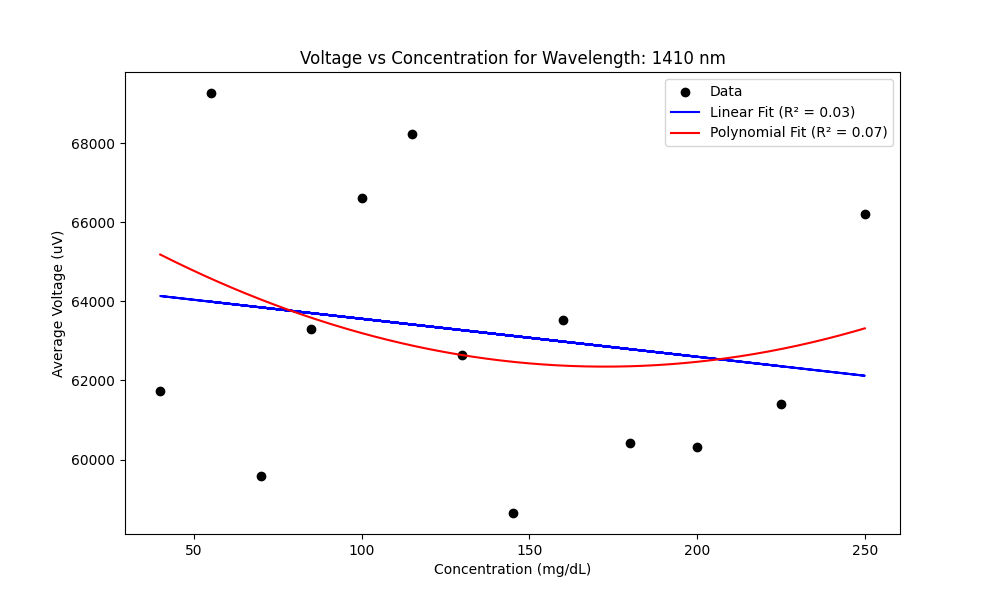 Voltage vs Concentration for Wavelength: 1410 nm
Data
Linear Fit (R² = 0.03)
Polynomial Fit (R² = 0.07)
Average Voltage (uV)
68000
66000
64000
62000
60000
50
100
150
200
250
Concentration (mg/dL)